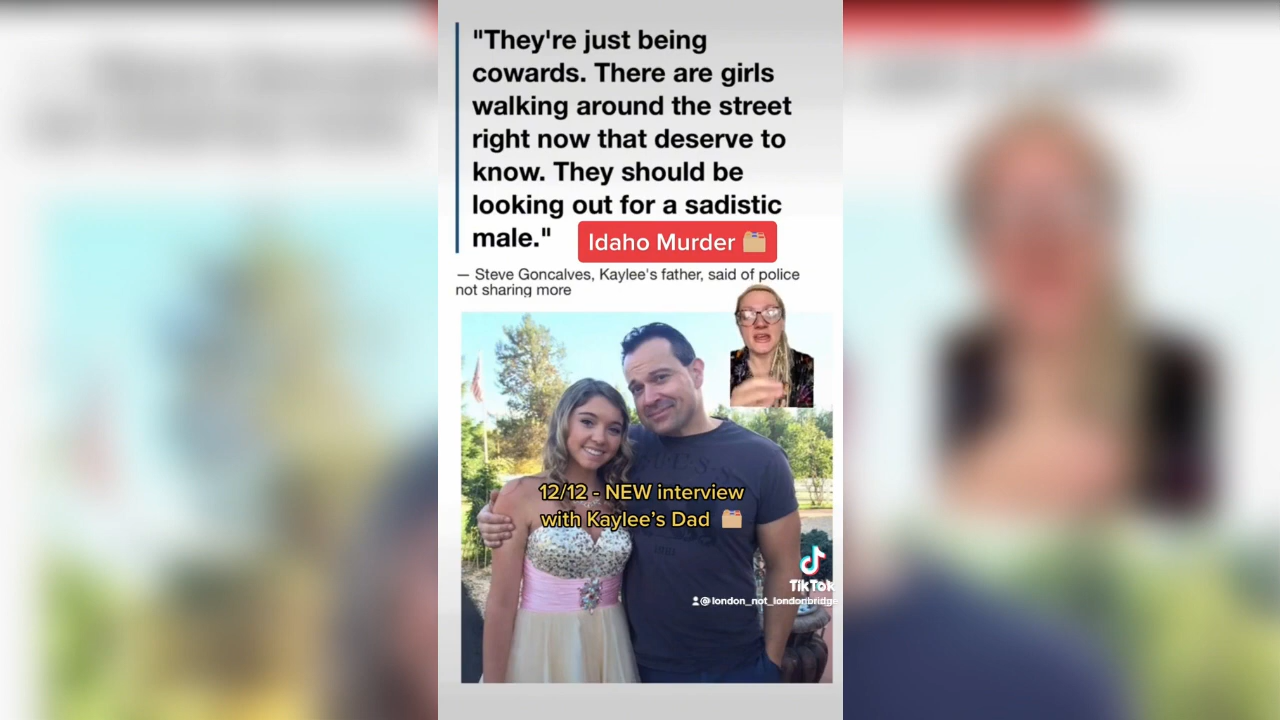 "They're just being
cowards. There are girls
walking around the street
right now that deserve to
know. They should be
looking out for a sadistic
male."
Idaho Murder
— Steve Goncalves, Kaylee's father, said of police
not sharing more
12/12 - NEW interview
with Kaylee's Dad
TikTok
@london_not_londonbridge